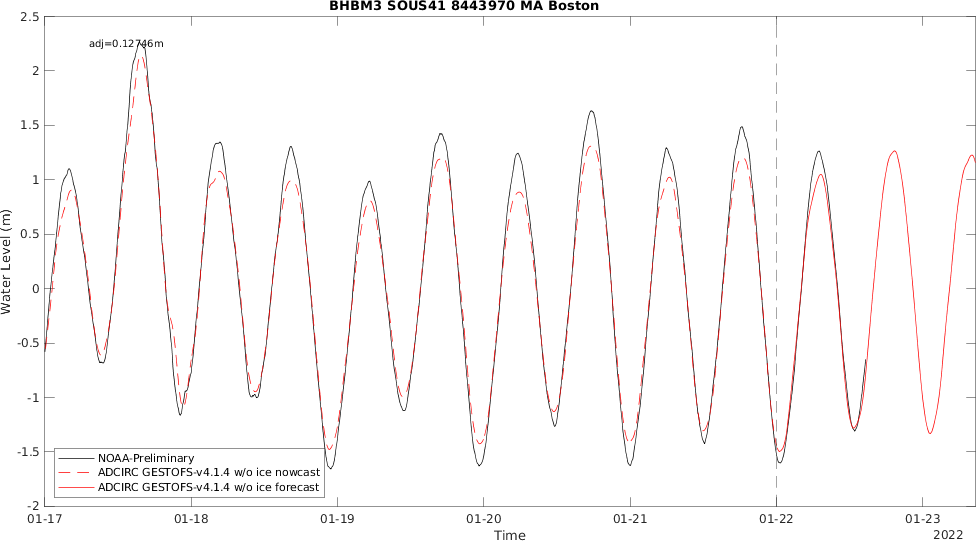 BHBM3 SOUS41 8443970 MA Boston
2.5
adj=0.12746m
2
1.5
1
0.5
0
-0.5
-1
-1.5
-2
Water Level (m)
NOAA-Preliminary
ADCIRC GESTOFS-v4.1.4 w/o ice nowcast
ADCIRC GESTOFS-v4.1.4 w/o ice forecast
01-17 01-18 01-19 01-20 01-21 01-22 01-23
Time
2022